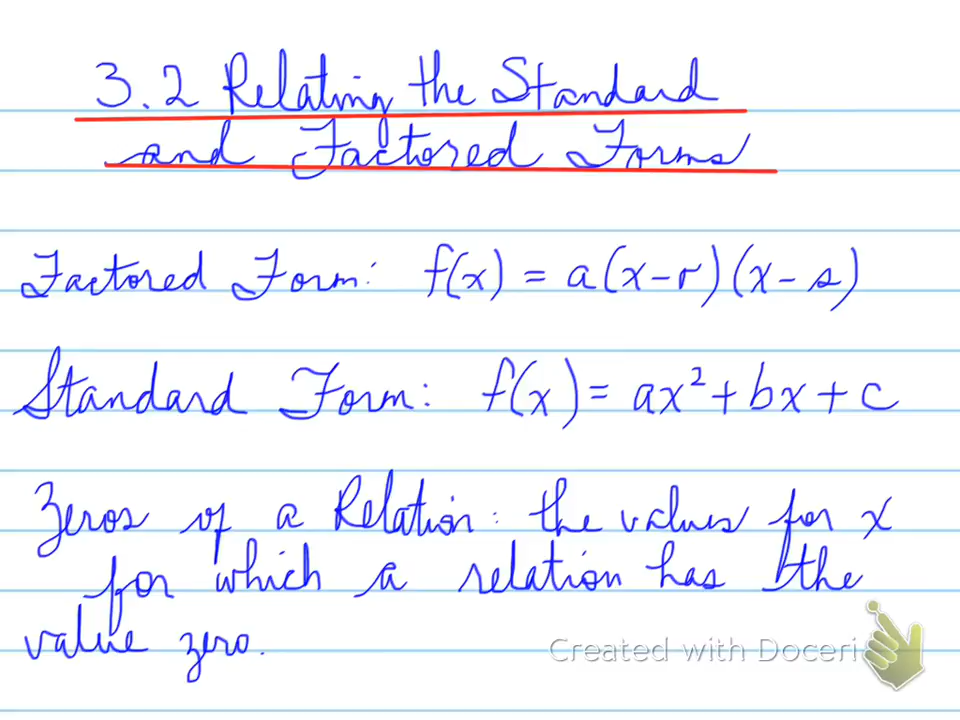 3.2 Relating the Standard
and Factored Forms
Factored Form: f(x) = a(x-r)(x-s)
Standard Form: f(x) = ax²+bx+c
Zeros of a Relation: the values for x
for which a relation has the
value zero.
Created with Doceri